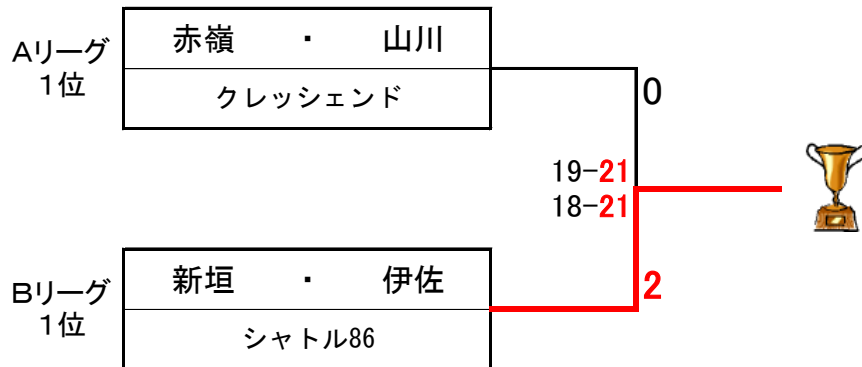 Aリーグ
1位
赤嶺 ・ 山川
クレッシェンド
0
19-21
18-21
Bリーグ
1位
新垣 ・ 伊佐
シャトル86
2